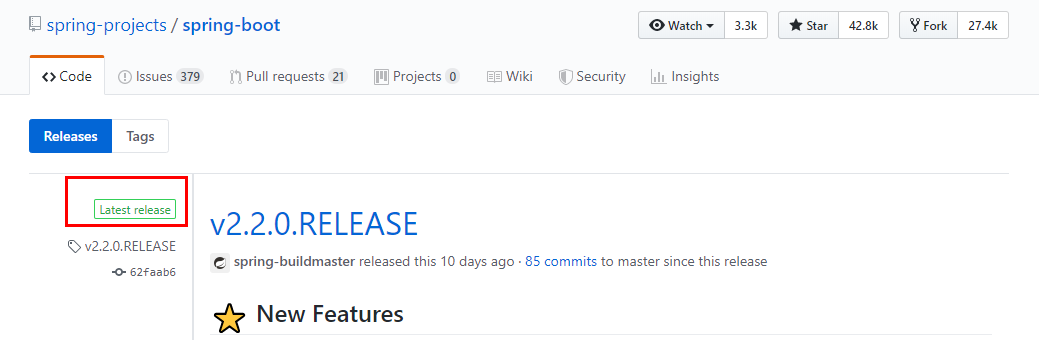 spring-projects / spring-boot
Watch 3.3k Star 42.8k Fork 27.4k
Code Issues 379 Pull requests 21 Projects 0 Wiki Security Insights
Releases Tags
Latest release
v2.2.0.RELEASE
62faab6
v2.2.0.RELEASE
spring-buildmaster released this 10 days ago · 85 commits to master since this release
New Features